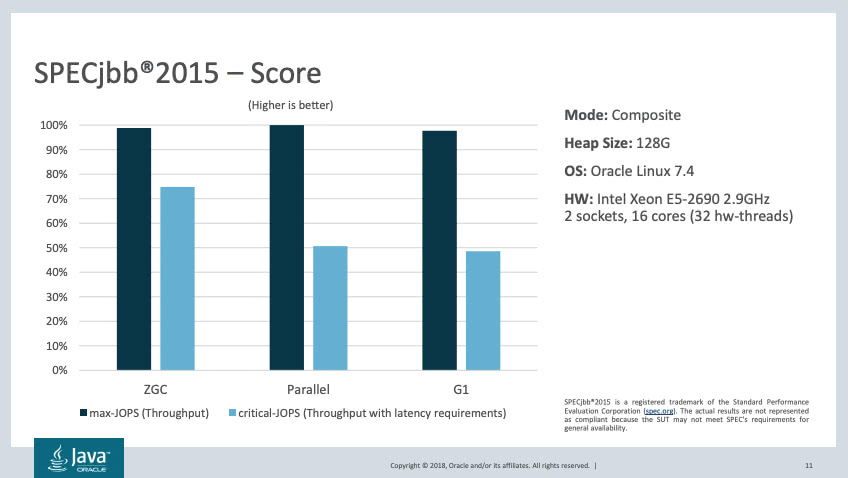 SPECjbb®2015 – Score
(Higher is better)
100%
90%
80%
70%
60%
50%
40%
30%
20%
10%
0%
ZGC
Parallel
G1
max-JOPS (Throughput)
critical-JOPS (Throughput with latency requirements)
Mode: Composite
Heap Size: 128G
OS: Oracle Linux 7.4
HW: Intel Xeon E5-2690 2.9GHz
2 sockets, 16 cores (32 hw-threads)
SPECjbb®2015 is a registered trademark of the Standard Performance
Evaluation Corporation (spec.org). The actual results are not represented
as compliant because the SUT may not meet SPEC's requirements for
general availability.
Java™
ORACLE
Copyright © 2018, Oracle and/or its affiliates. All rights reserved. |
11